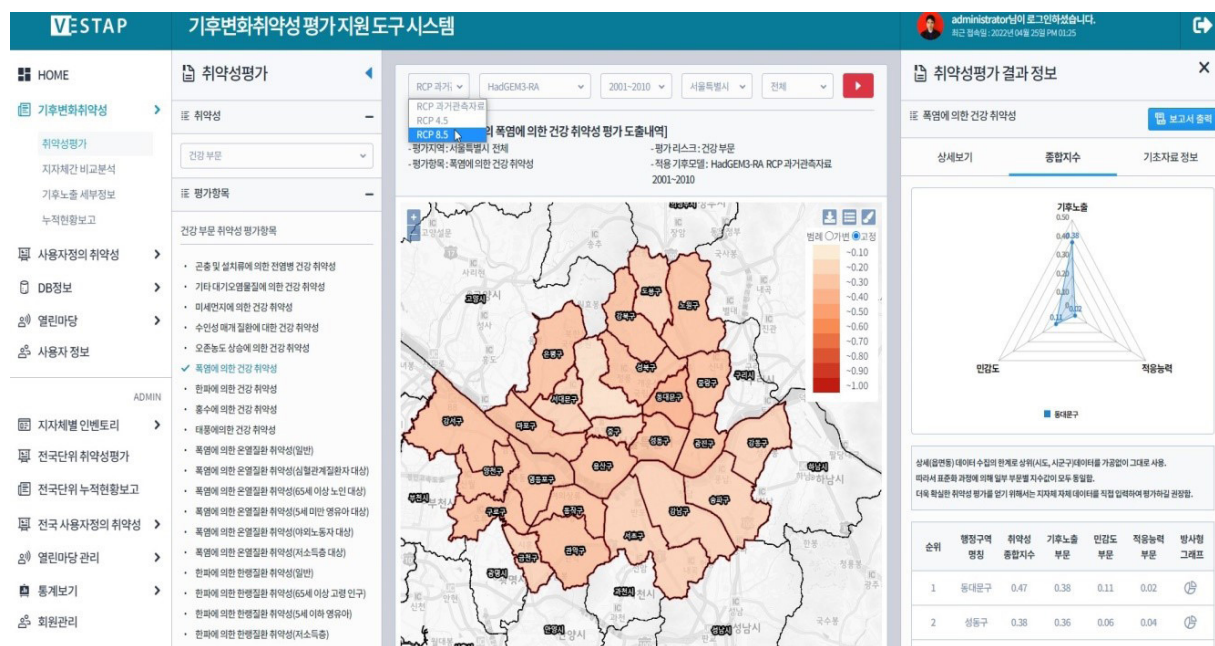 VESTAP
기후변화취약성 평가 지원 도구 시스템
administrator님이 로그인하셨습니다.
최근 접속일 : 2022년 04월 25일 PM 01:25
HOME
기후변화취약성
취약성평가
지자체간 비교분석
기후노출 세부정보
누적현황보고
사용자정의 취약성
DB정보
열린마당
사용자 정보
ADMIN
지자체별 인벤토리
전국단위 취약성평가
전국단위 누적현황보고
전국 사용자정의 취약성
열린마당 관리
통계보기
회원관리
취약성평가
취약성
건강 부문
평가항목
건강 부문 취약성 평가항목
곤충 및 설치류에 의한 전염병 건강 취약성
기타 대기오염물질에 의한 건강 취약성
미세먼지에 의한 건강 취약성
수인성 매개 질환에 대한 건강 취약성
오존농도 상승에 의한 건강 취약성
폭염에 의한 건강 취약성
한파에 의한 건강 취약성
홍수에 의한 건강 취약성
태풍에의한 건강 취약성
폭염에 의한 온열질환 취약성(일반)
폭염에 의한 온열질환 취약성(심혈관계질환자 대상)
폭염에 의한 온열질환 취약성(65세 이상 노인 대상)
폭염에 의한 온열질환 취약성(5세 미만 영유아 대상)
폭염에 의한 온열질환 취약성(야외노동자 대상)
폭염에 의한 온열질환 취약성(저소득층 대상)
한파에 의한 한랭질환 취약성(일반)
한파에 의한 한랭질환 취약성(65세 이상 고령 인구)
한파에 의한 한랭질환 취약성(5세 이하 영유아)
한파에 의한 한랭질환 취약성(저소득층)
RCP 과거 HadGEM3-RA 2001~2010 서울특별시 전체
RCP 과거관측자료
RCP 4.5
RCP 8.5
의 폭염에 의한 건강 취약성 평가 도출내역]
- 평가지역 : 서울특별시 전체
- 평가 리스크 : 건강 부문
- 평가항목 : 폭염에 의한 건강 취약성
- 적용 기후모델 : HadGEM3-RA RCP 과거관측자료
2001~2010
범례 가변 고정
~0.10
~0.20
~0.30
~0.40
~0.50
~0.60
~0.70
~0.80
~0.90
~1.00
도봉구
노원구
강북구
고양시
은평구
성북구
중랑구
구리시
서대문구
동대문구
강서구
마포구
중구
성동구
광진구
강동구
하남시
양천구
영등포구
용산구
부천시
구로구
동작구
강남구
송파구
서초구
금천구
관악구
광명시
과천시
안양시
성남시
취약성평가 결과 정보
X
폭염에 의한 건강 취약성
보고서 출력
상세보기 종합지수 기초자료 정보
기후노출
0.50
0.40 0.38
0.30
0.20
0.10
0 0.02
0.11
민감도
적응능력
동대문구
상세(읍면동) 데이터 수집의 한계로 상위(시도, 시군구)데이터를 가공없이 그대로 사용.
따라서 표준화 과정에 의해 일부 부문별 지수값이 모두 동일함.
더욱 확실한 취약성 평가를 얻기 위해서는 지자체 자체 데이터를 직접 입력하여 평가하길 권장함.
순위 행정구역 명칭 취약성 종합지수 기후노출 부문 민감도 부문 적응능력 부문 방사형 그래프
1 동대문구 0.47 0.38 0.11 0.02
2 성동구 0.38 0.36 0.06 0.04